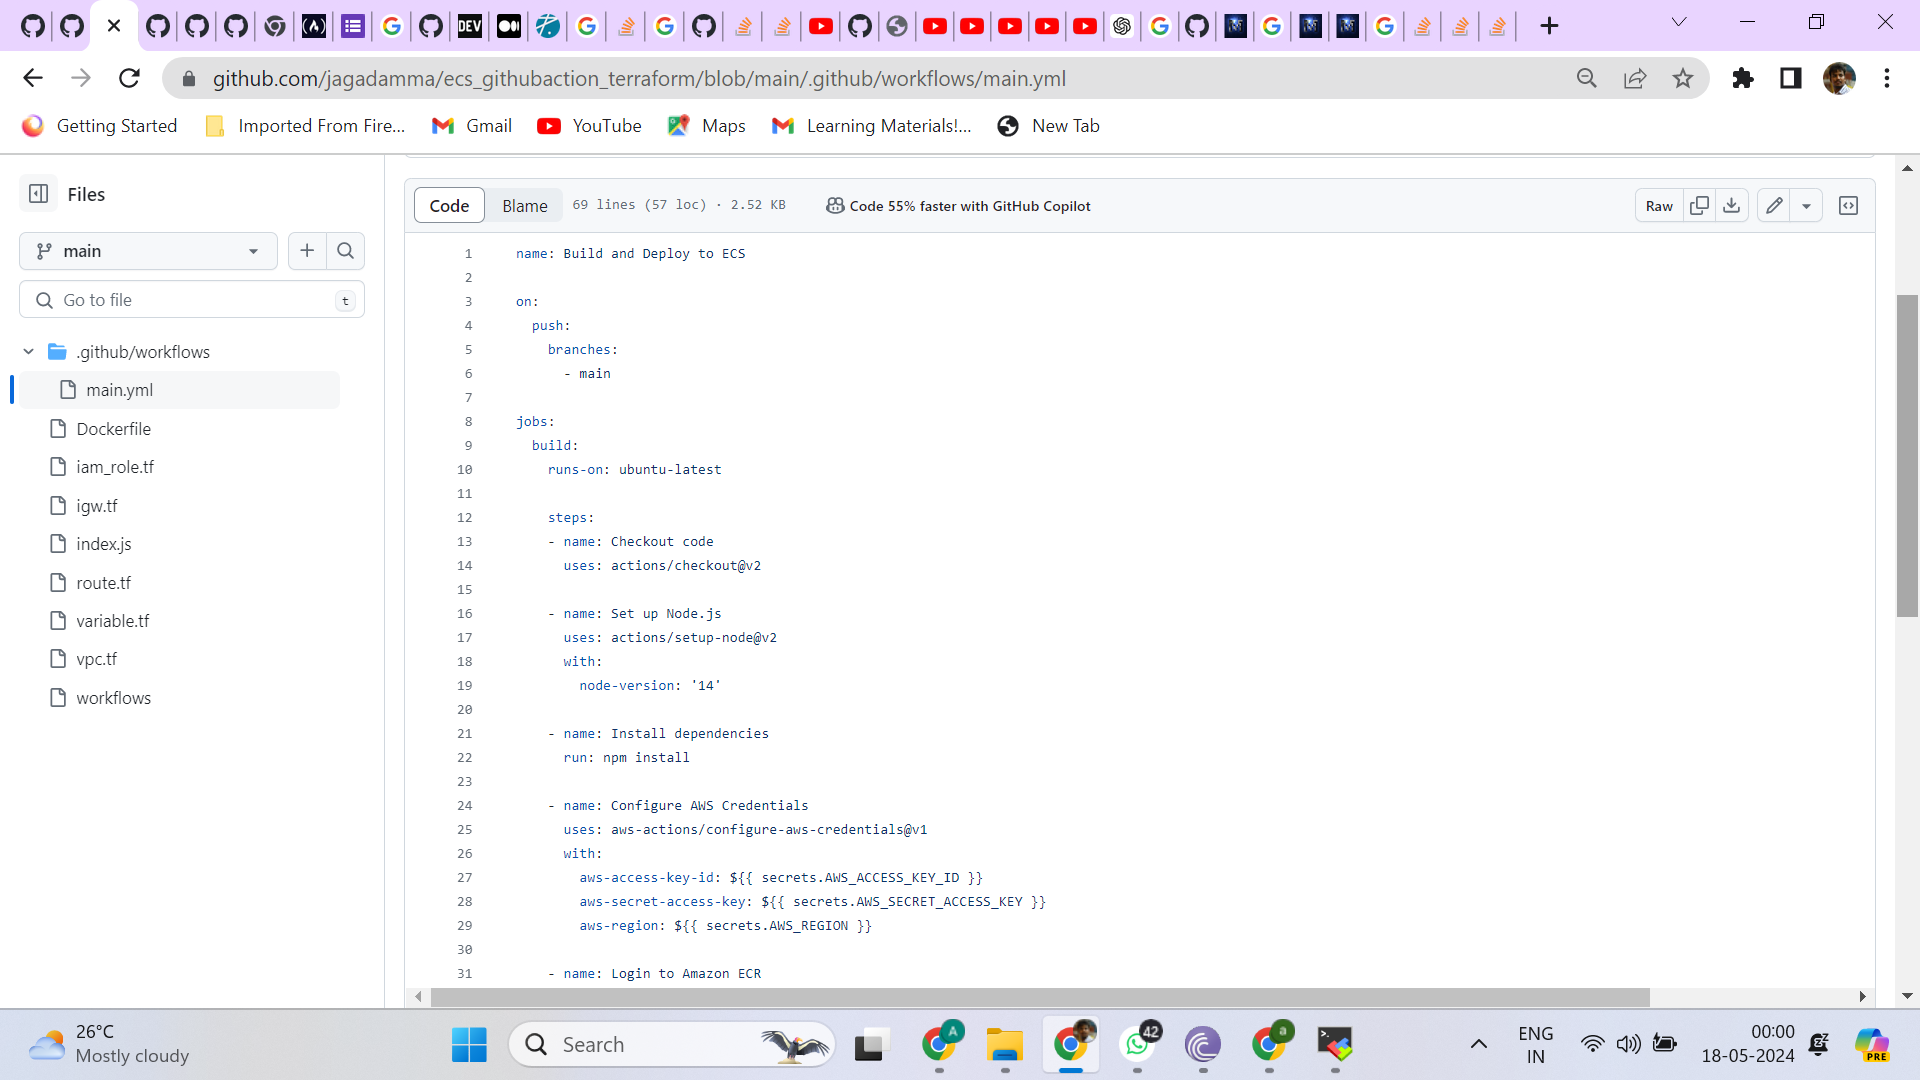 DEV
github.com/jagadamma/ecs_githubaction_terraform/blob/main/.github/workflows/main.yml
Getting Started
Imported From Fire...
Gmail
YouTube
Maps
Learning Materials!...
New Tab
Files
main
Go to file
t
.github/workflows
main.yml
Dockerfile
iam_role.tf
igw.tf
index.js
route.tf
variable.tf
vpc.tf
workflows
Code
Blame
69 lines (57 loc) · 2.52 KB
Code 55% faster with GitHub Copilot
Raw
1 name: Build and Deploy to ECS
2
3 on:
4   push:
5     branches:
6       - main
7
8 jobs:
9   build:
10     runs-on: ubuntu-latest
11
12     steps:
13     - name: Checkout code
14       uses: actions/checkout@v2
15
16     - name: Set up Node.js
17       uses: actions/setup-node@v2
18       with:
19         node-version: '14'
20
21     - name: Install dependencies
22       run: npm install
23
24     - name: Configure AWS Credentials
25       uses: aws-actions/configure-aws-credentials@v1
26       with:
27         aws-access-key-id: ${{ secrets.AWS_ACCESS_KEY_ID }}
28         aws-secret-access-key: ${{ secrets.AWS_SECRET_ACCESS_KEY }}
29         aws-region: ${{ secrets.AWS_REGION }}
30
31     - name: Login to Amazon ECR
26°C
Mostly cloudy
Search
A
42
a
ENG
IN
00:00
18-05-2024
PRE